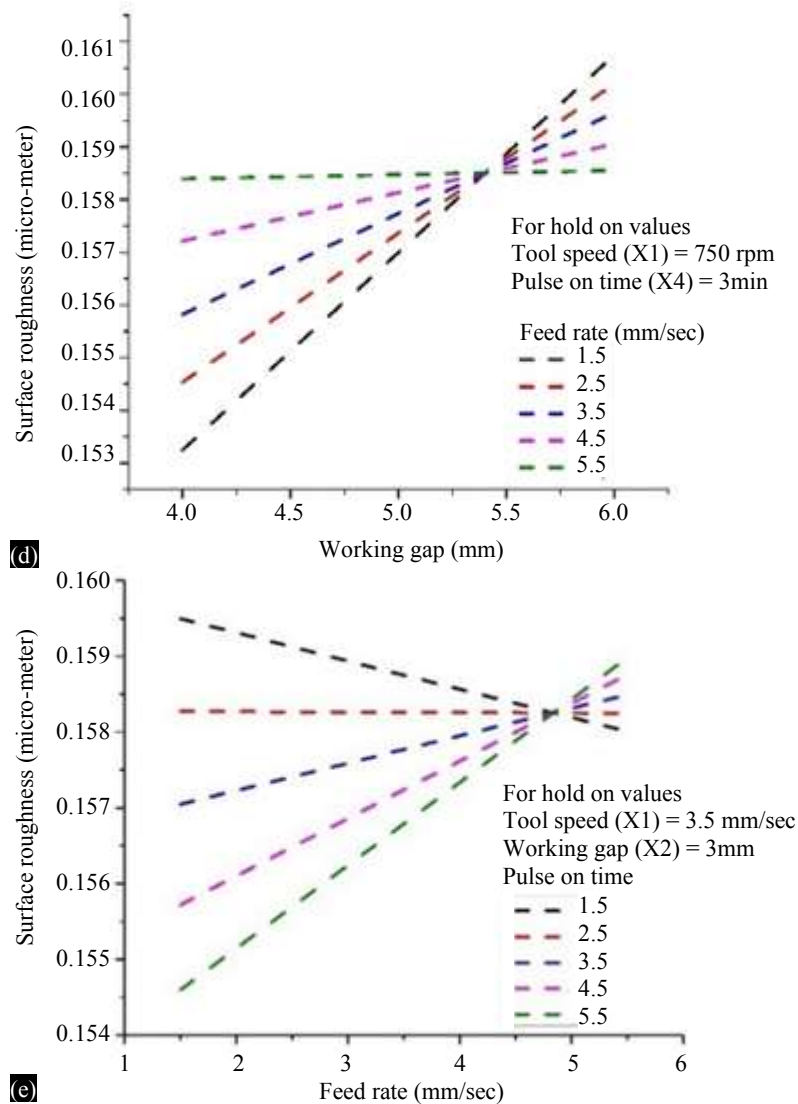 0.161
0.160
0.159
0.158
0.157
0.156
0.155
0.154
0.153
Surface roughness (micro-meter)
For hold on values
Tool speed (X1) = 750 rpm
Pulse on time (X4) = 3min
Feed rate (mm/sec)
1.5
2.5
3.5
4.5
5.5
4.0 4.5 5.0 5.5 6.0
Working gap (mm)
(d)
0.160
0.159
0.158
0.157
0.156
0.155
0.154
Surface roughness (micro-meter)
For hold on values
Tool speed (X1) = 3.5 mm/sec
Working gap (X2) = 3mm
Pulse on time
1.5
2.5
3.5
4.5
5.5
1 2 3 4 5 6
Feed rate (mm/sec)
(e)